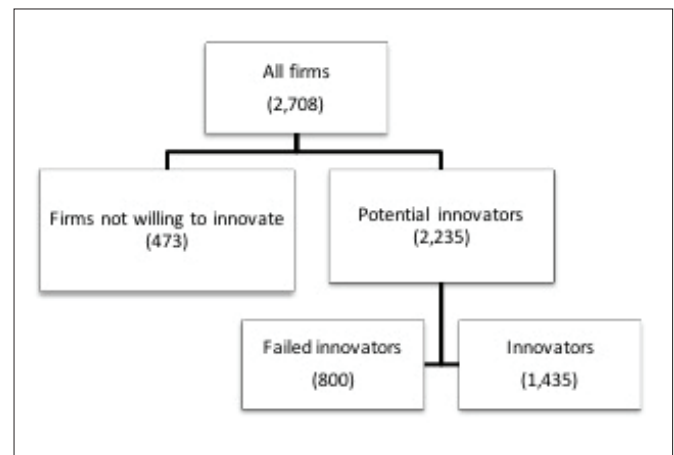 All firms
(2,708)
Firms not willing to innovate
(473)
Potential innovators
(2,235)
Failed innovators
(800)
Innovators
(1,435)